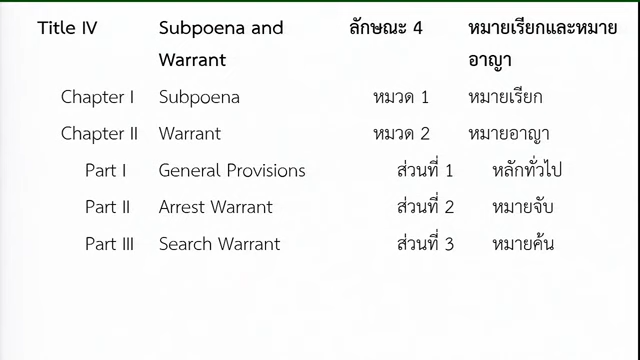 Title IV Subpoena and ลักษณะ 4 หมายเรียกและหมาย
Warrant อาญา
Chapter I Subpoena หมวด 1 หมายเรียก
Chapter II Warrant หมวด 2 หมายอาญา
Part I General Provisions ส่วนที่ 1 หลักทั่วไป
Part II Arrest Warrant ส่วนที่ 2 หมายจับ
Part III Search Warrant ส่วนที่ 3 หมายค้น